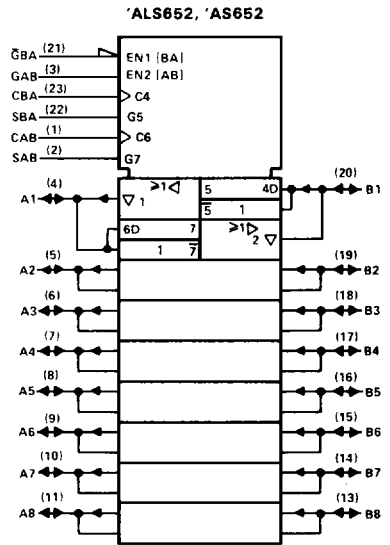 'ALS652, 'AS652
G̅BA (21) EN1 [BA]
GAB (3) EN2 [AB]
CBA (23) C4
SBA (22) G5
CAB (1) C6
SAB (2) G7
A1 (4) ▽ 1 ≥1 ◁ 5 4D (20) B1
5̅ 1
6D 7 ≥1 ▷
1 7̅ 2 ▽
A2 (5) (19) B2
A3 (6) (18) B3
A4 (7) (17) B4
A5 (8) (16) B5
A6 (9) (15) B6
A7 (10) (14) B7
A8 (11) (13) B8